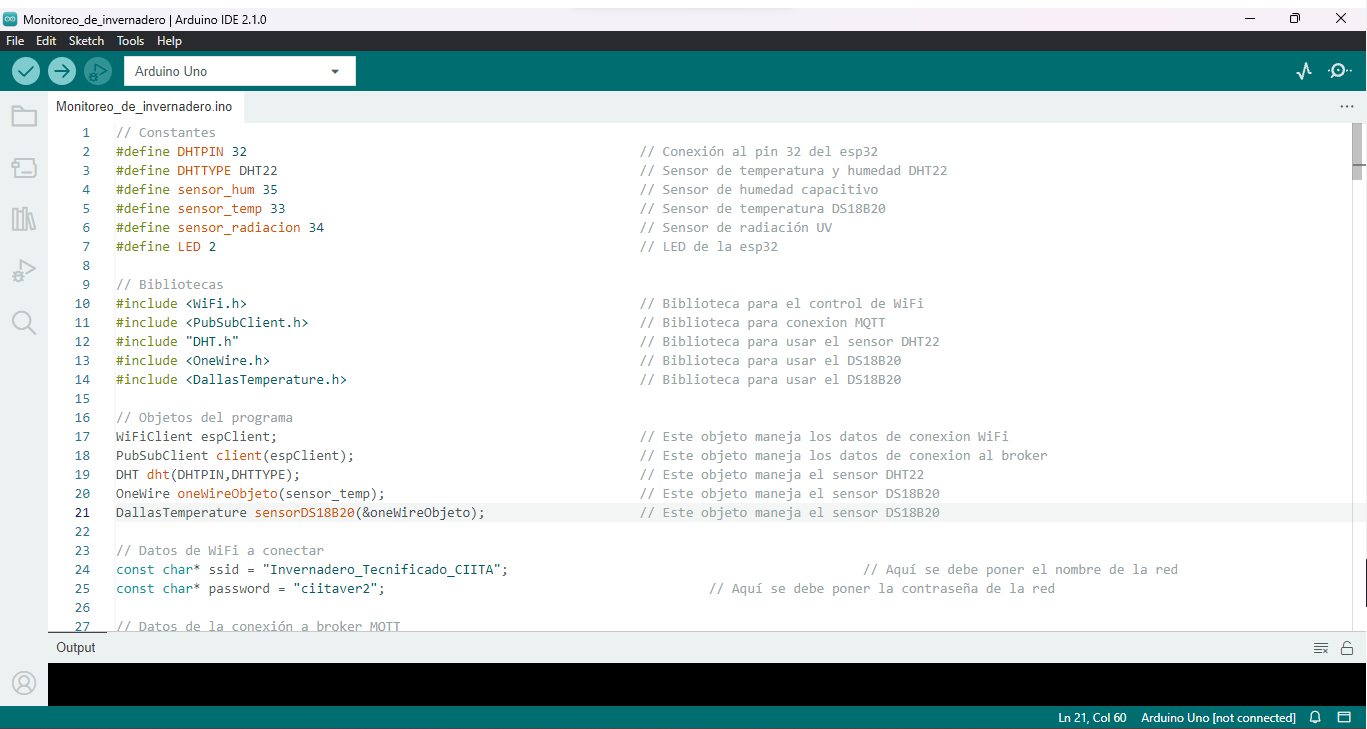 Monitoreo_de_invernadero | Arduino IDE 2.1.0
File Edit Sketch Tools Help
Arduino Uno
Monitoreo_de_invernadero.ino
1 // Constantes
2 #define DHTPIN 32 // Conexión al pin 32 del esp32
3 #define DHTTYPE DHT22 // Sensor de temperatura y humedad DHT22
4 #define sensor_hum 35 // Sensor de humedad capacitivo
5 #define sensor_temp 33 // Sensor de temperatura DS18B20
6 #define sensor_radiacion 34 // Sensor de radiación UV
7 #define LED 2 // LED de la esp32
8
9 // Bibliotecas
10 #include <WiFi.h> // Biblioteca para el control de WiFi
11 #include <PubSubClient.h> // Biblioteca para conexion MQTT
12 #include "DHT.h" // Biblioteca para usar el sensor DHT22
13 #include <OneWire.h> // Biblioteca para usar el DS18B20
14 #include <DallasTemperature.h> // Biblioteca para usar el DS18B20
15
16 // Objetos del programa
17 WiFiClient espClient; // Este objeto maneja los datos de conexion WiFi
18 PubSubClient client(espClient); // Este objeto maneja los datos de conexion al broker
19 DHT dht(DHTPIN,DHTTYPE); // Este objeto maneja el sensor DHT22
20 OneWire oneWireObjeto(sensor_temp); // Este objeto maneja el sensor DS18B20
21 DallasTemperature sensorDS18B20(&oneWireObjeto); // Este objeto maneja el sensor DS18B20
22
23 // Datos de WiFi a conectar
24 const char* ssid = "Invernadero_Tecnificado_CIITA"; // Aquí se debe poner el nombre de la red
25 const char* password = "ciitaver2"; // Aquí se debe poner la contraseña de la red
26
27 // Datos de la conexión a broker MQTT
Output
Ln 21, Col 60 Arduino Uno [not connected]